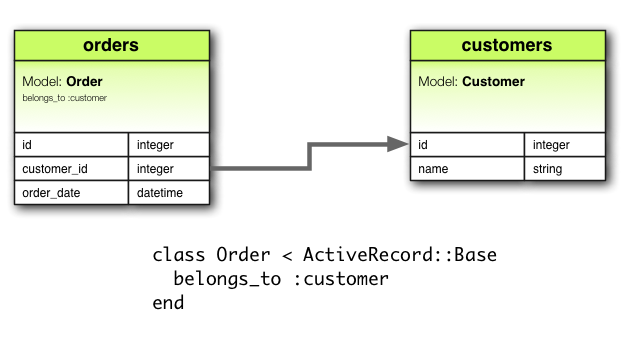 orders
Model: Order
belongs_to :customer
id integer
customer_id integer
order_date datetime
customers
Model: Customer
id integer
name string
class Order < ActiveRecord::Base
  belongs_to :customer
end